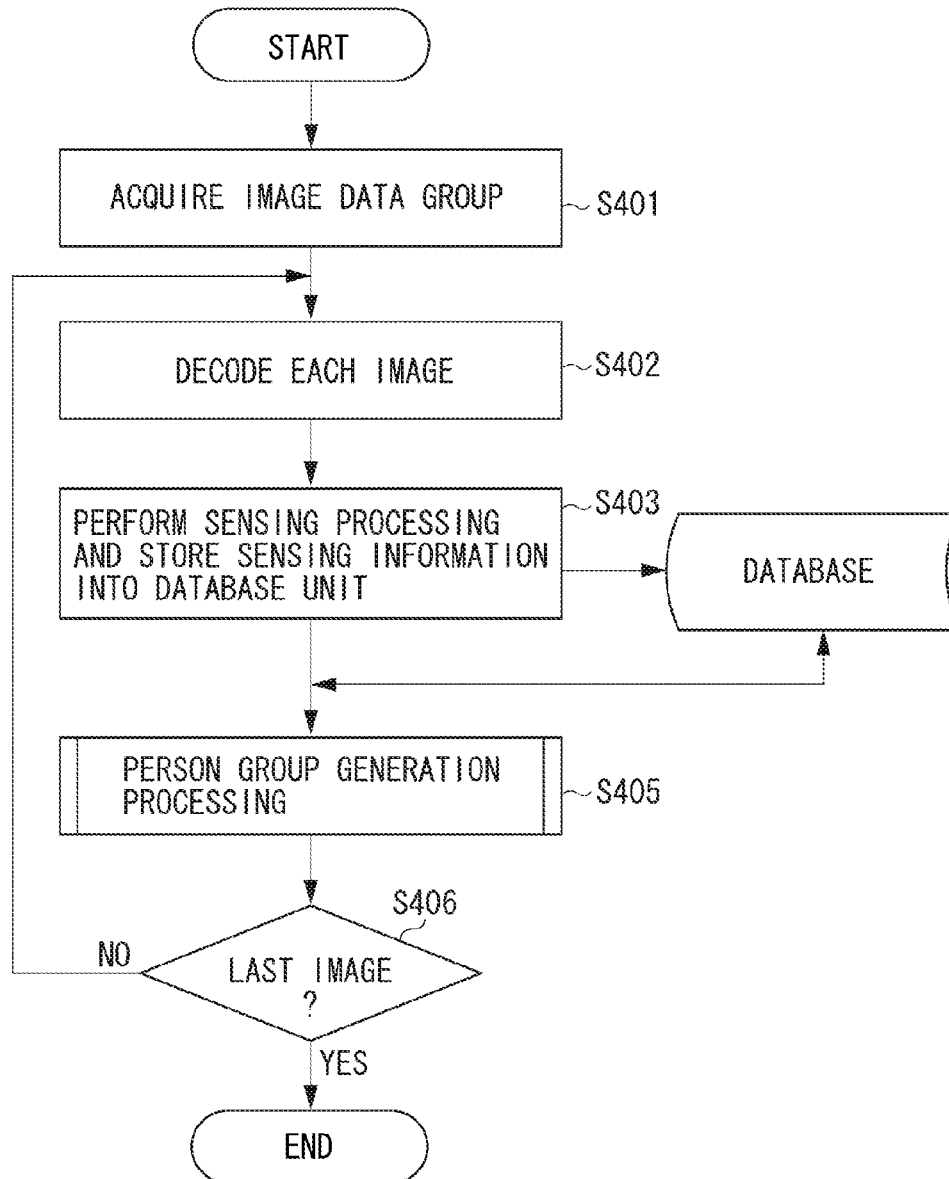 START
ACQUIRE IMAGE DATA GROUP
S401
DECODE EACH IMAGE
S402
PERFORM SENSING PROCESSING
AND STORE SENSING INFORMATION
INTO DATABASE UNIT
S403
DATABASE
PERSON GROUP GENERATION
PROCESSING
S405
S406
NO
LAST IMAGE
?
YES
END